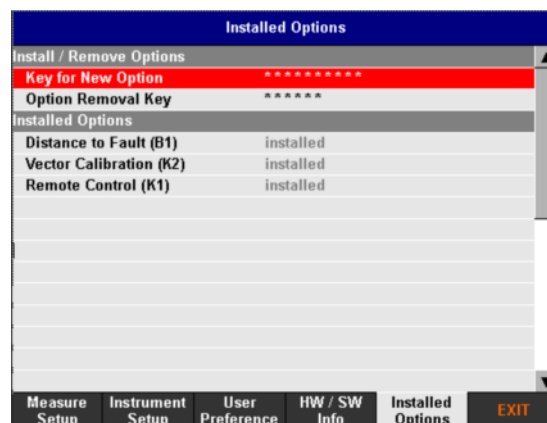 Installed Options
Install / Remove Options
Key for New Option **********
Option Removal Key ******
Installed Options
Distance to Fault (B1) installed
Vector Calibration (K2) installed
Remote Control (K1) installed
Measure Setup Instrument Setup User Preference HW / SW Info Installed Options EXIT